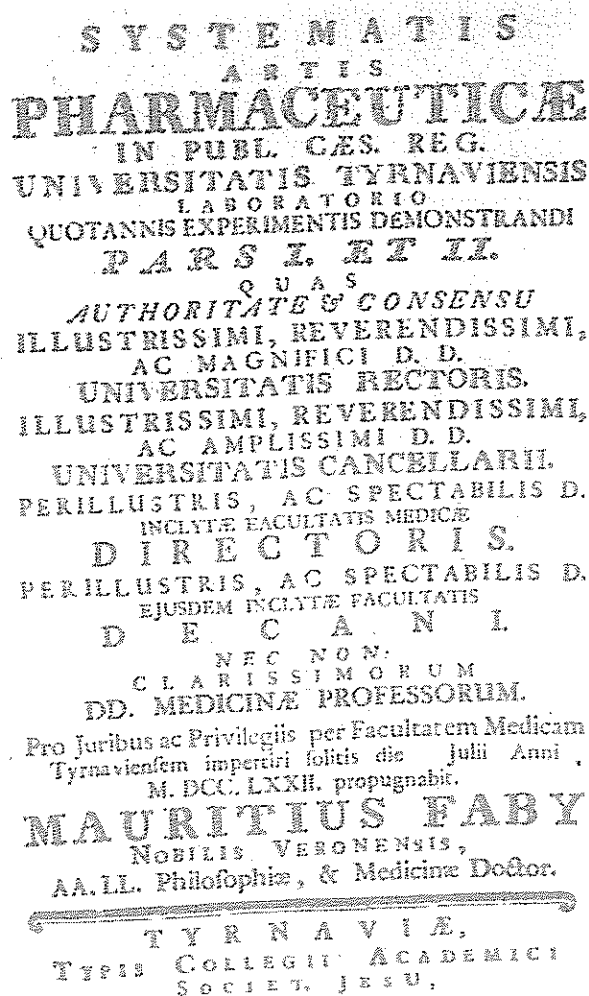 SYSTEMATIS
ARTIS
PHARMACEUTICÆ
IN PUBL. CÆS. REG.
UNIVERSITATIS TYRNAVIENSIS
LABORATORIO
QUOTANNIS EXPERIMENTIS DEMONSTRANDI
PARS I. ET II.
QUAS
AUTHORITATE & CONSENSU
ILLUSTRISSIMI, REVERENDISSIMI,
AC MAGNIFICI D. D.
UNIVERSITATIS RECTORIS.
ILLUSTRISSIMI, REVERENDISSIMI,
AC AMPLISSIMI D. D.
UNIVERSITATIS CANCELLARII.
PERILLUSTRIS, AC SPECTABILIS D.
INCLYTÆ FACULTATIS MEDICÆ
DIRECTORIS.
PERILLUSTRIS, AC SPECTABILIS D.
EJUSDEM INCLYTÆ FACULTATIS
DECANI.
NEC NON:
CLARISSIMORUM
DD. MEDICINÆ PROFESSORUM.
Pro Juribus ac Privilegiis per Facultatem Medicam
Tyrnavienſem impertiri ſolitis die Julii Anni
M. DCC. LXXII. propugnabit.
MAURITIUS FABY
NOBILIS VERONENSIS,
AA. LL. Philoſophiæ, & Medicinæ Doctor.
TYRNAVIÆ,
TYPIS COLLEGII ACADEMICI
SOCIET. JESU,